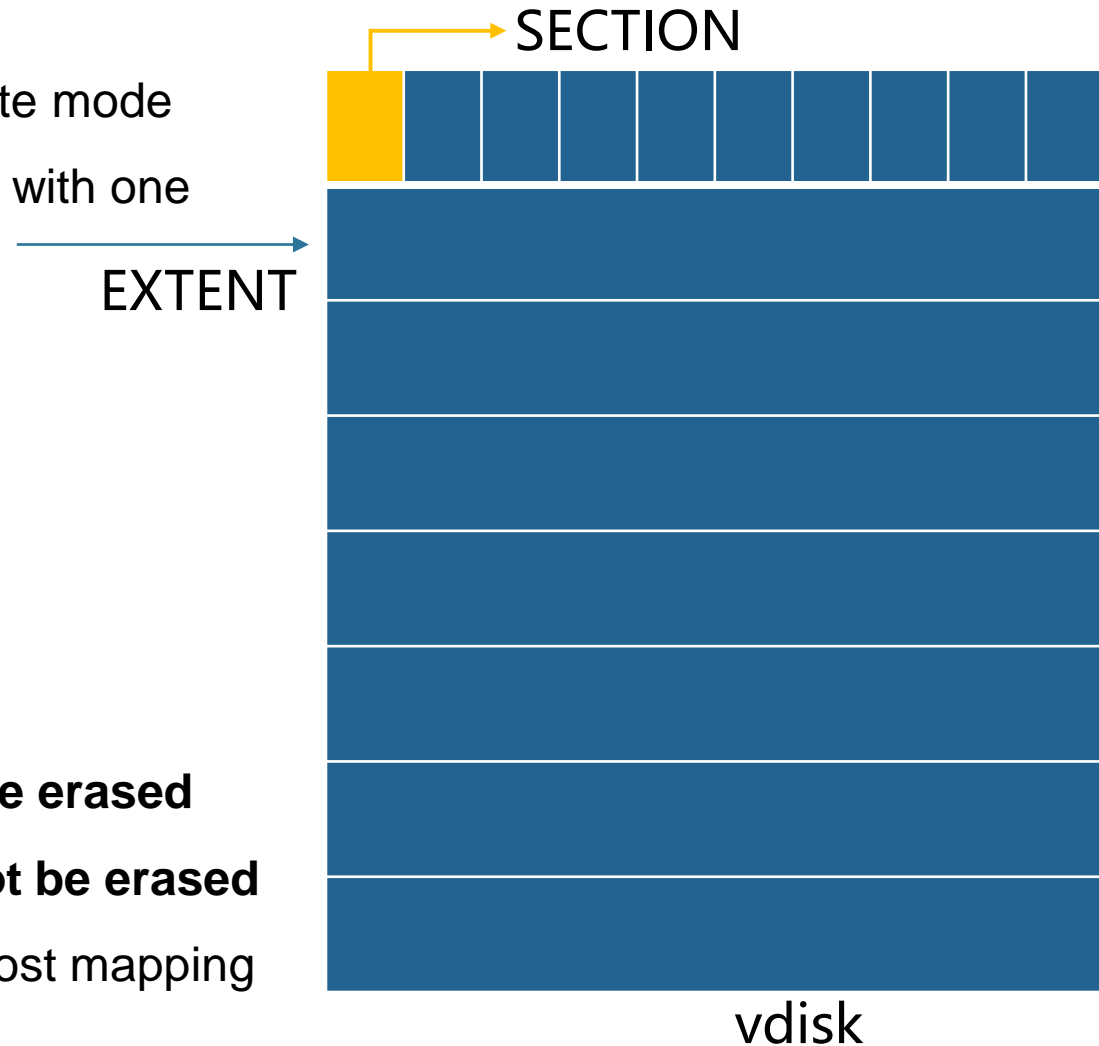 SECTION
te mode
with one
EXTENT
e erased
ot be erased
ost mapping
vdisk